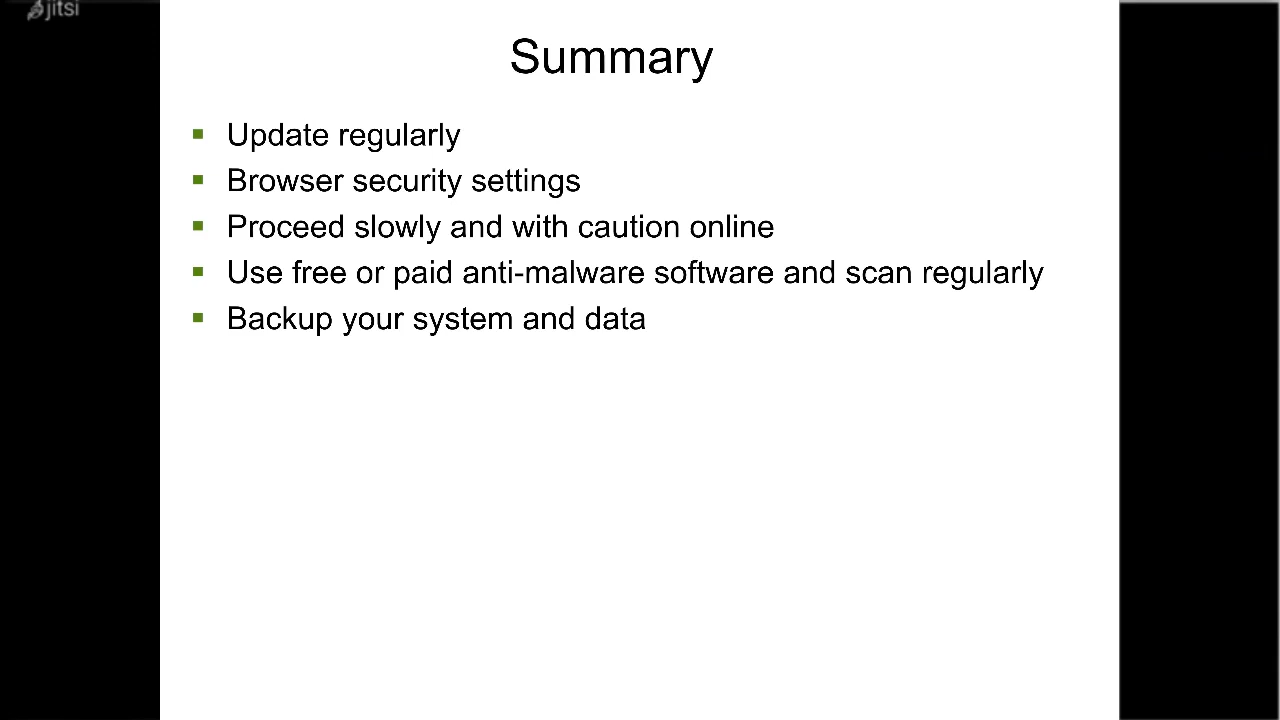 jitsi
Summary
Update regularly
Browser security settings
Proceed slowly and with caution online
Use free or paid anti-malware software and scan regularly
Backup your system and data